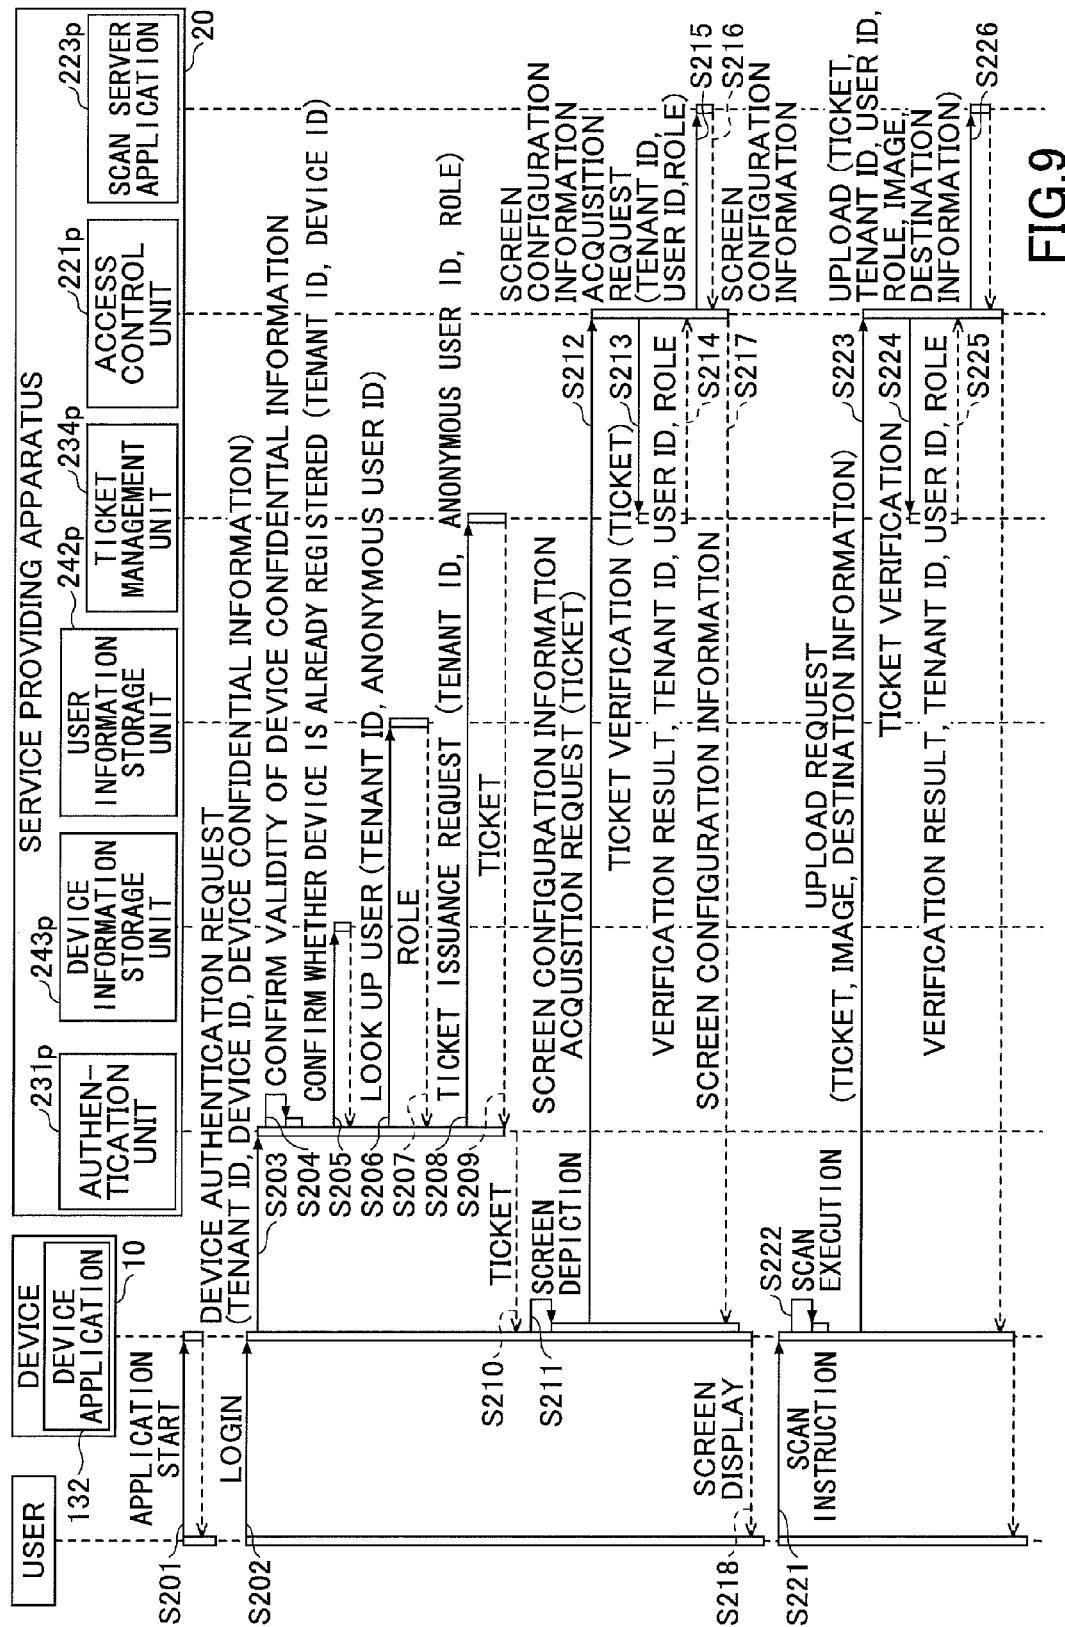 SERVICE PROVIDING APPARATUS
20
USER
DEVICE
DEVICE
APPLICATION
132
10
231p
AUTHEN-
TICATION
UNIT
243p
DEVICE
INFORMATION
STORAGE
UNIT
242p
USER
INFORMATION
STORAGE
UNIT
234p
TICKET
MANAGEMENT
UNIT
221p
ACCESS
CONTROL
UNIT
223p
SCAN SERVER
APPLICATION
S201
APPLICATION
START
S202
LOGIN
DEVICE AUTHENTICATION REQUEST
(TENANT ID, DEVICE ID, DEVICE CONFIDENTIAL INFORMATION)
S203
CONFIRM VALIDITY OF DEVICE CONFIDENTIAL INFORMATION
S204
CONFIRM WHETHER DEVICE IS ALREADY REGISTERED (TENANT ID, DEVICE ID)
S205
LOOK UP USER (TENANT ID, ANONYMOUS USER ID)
S206
ROLE
S207
TICKET ISSUANCE REQUEST (TENANT ID, ANONYMOUS USER ID, ROLE)
S208
TICKET
S209
TICKET
S210
SCREEN
DEPICTION
S211
SCREEN CONFIGURATION INFORMATION
ACQUISITION REQUEST (TICKET)
S212
TICKET VERIFICATION (TICKET)
S213
VERIFICATION RESULT, TENANT ID, USER ID, ROLE
S214
SCREEN
CONFIGURATION
INFORMATION
ACQUISITION
REQUEST
(TENANT ID,
USER ID,ROLE)
S215
S216
SCREEN
CONFIGURATION
INFORMATION
SCREEN CONFIGURATION INFORMATION
S217
SCREEN
DISPLAY
S218
SCAN
INSTRUCTION
S221
S222
SCAN
EXECUTION
UPLOAD REQUEST
(TICKET, IMAGE, DESTINATION INFORMATION)
S223
TICKET VERIFICATION
S224
VERIFICATION RESULT, TENANT ID, USER ID, ROLE
S225
UPLOAD (TICKET,
TENANT ID, USER ID,
ROLE, IMAGE,
DESTINATION
INFORMATION)
S226
FIG.9